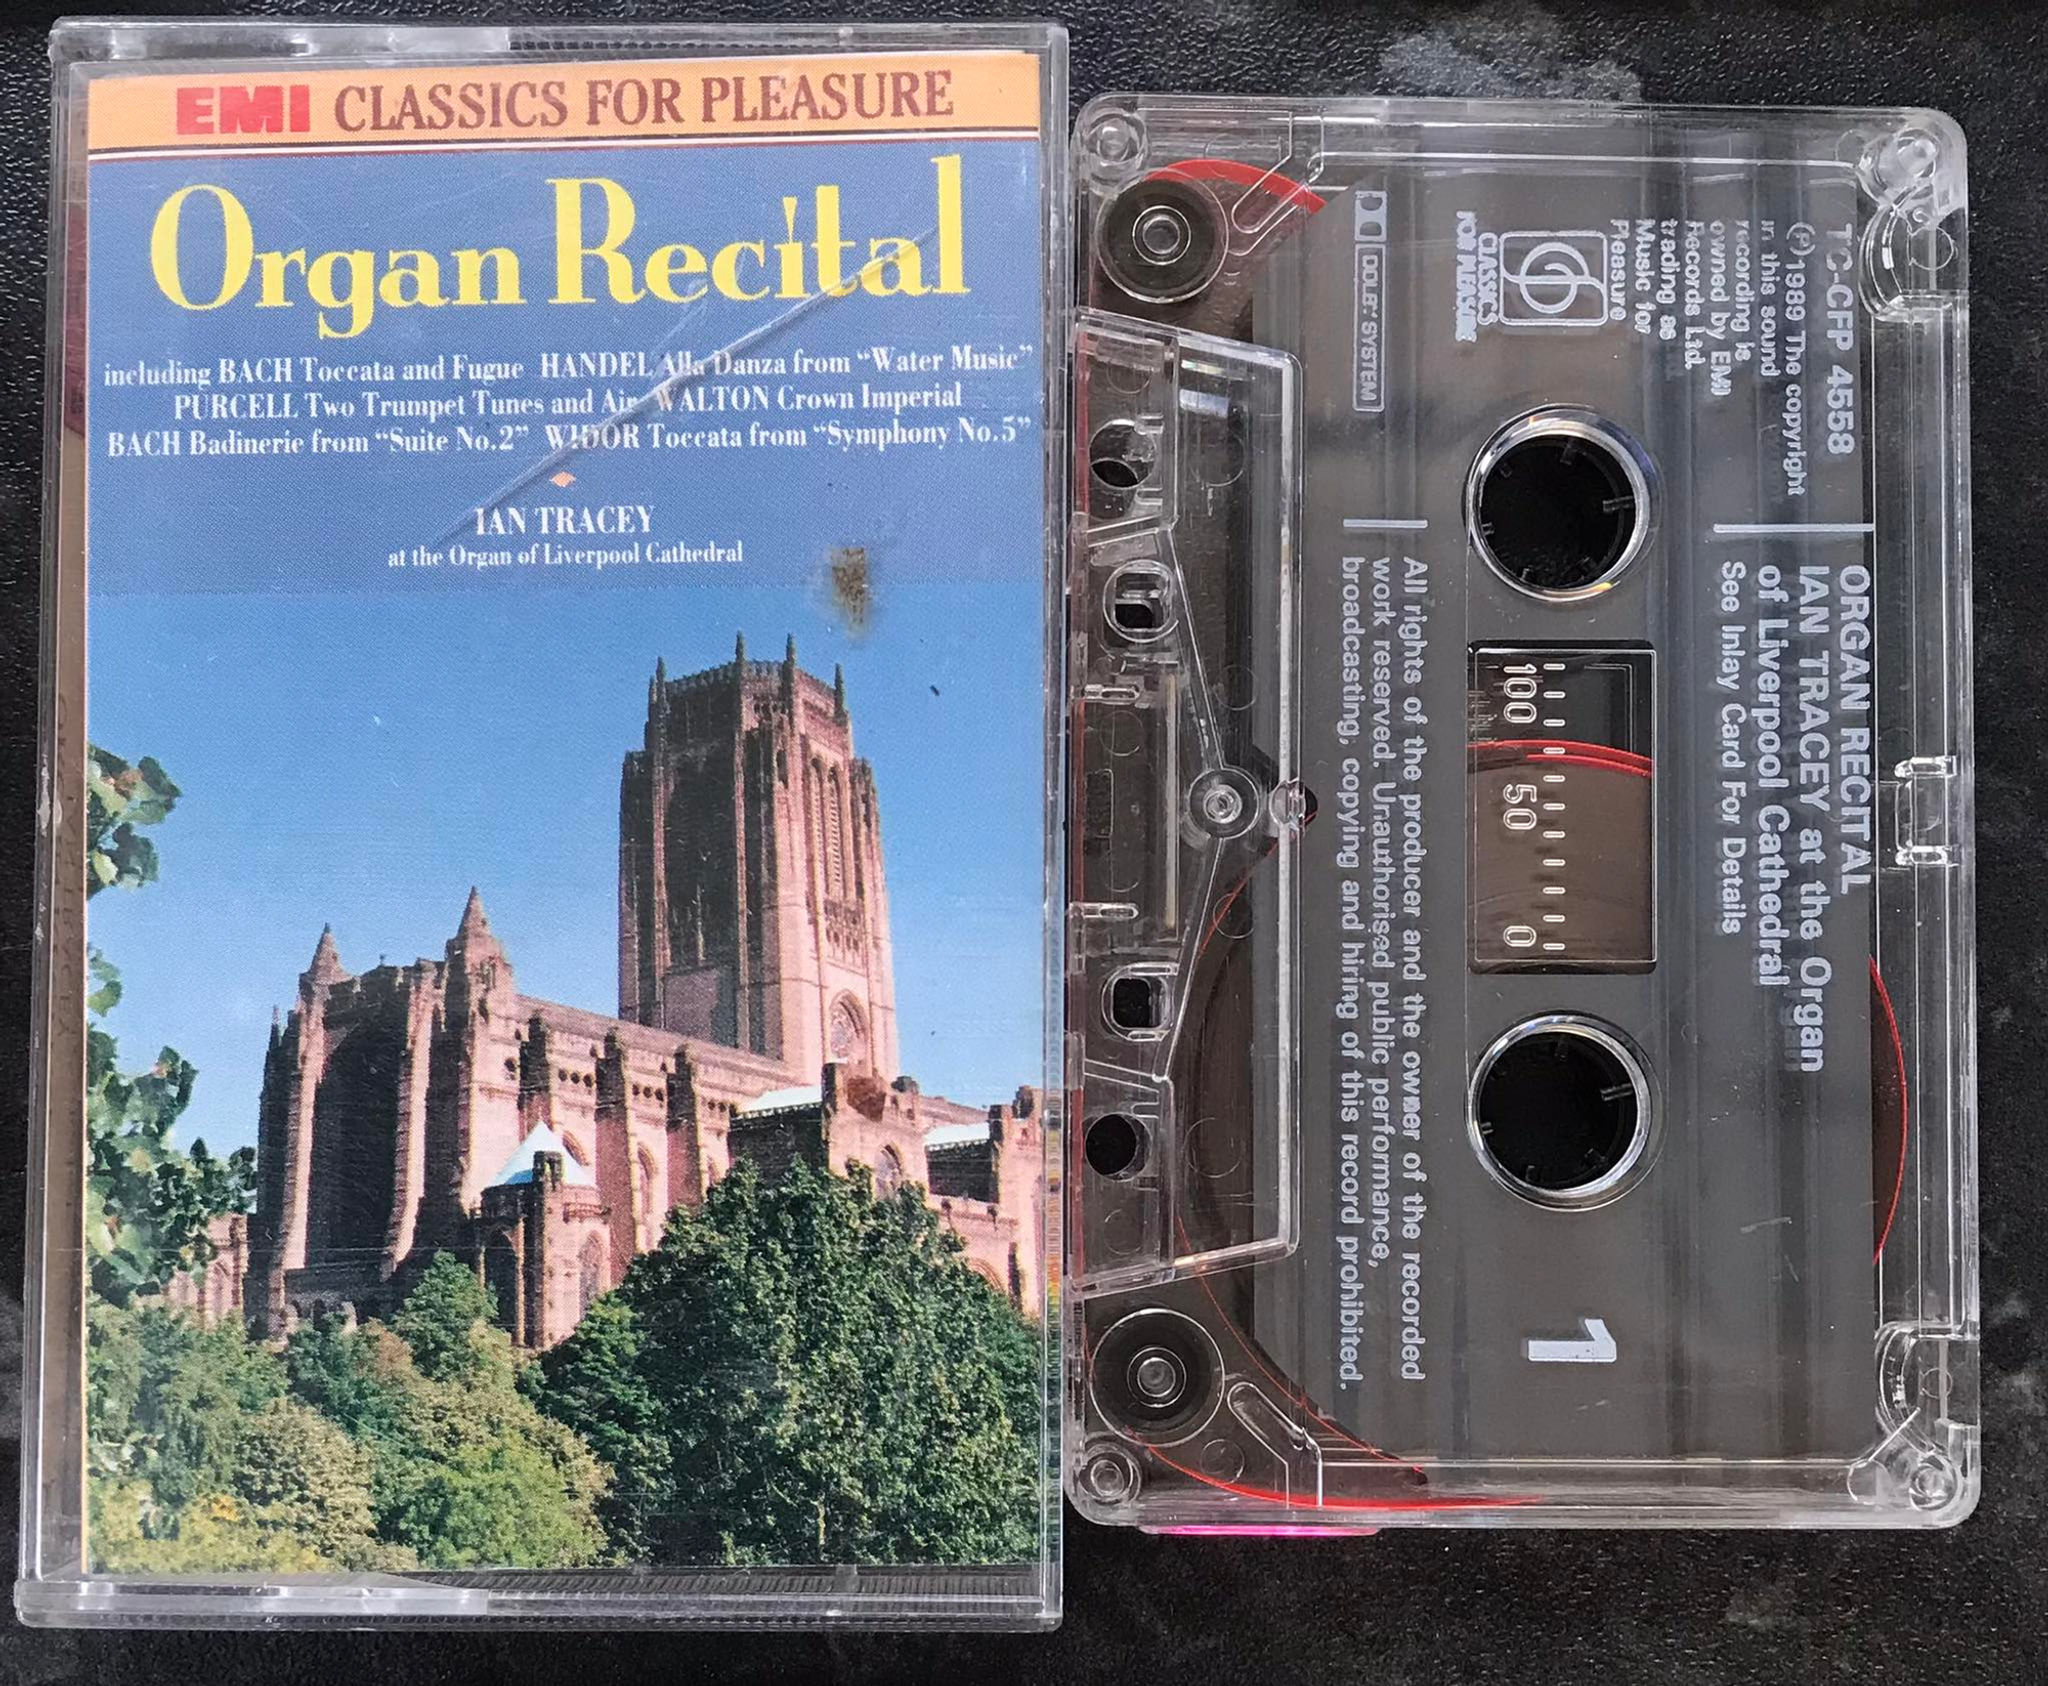 EMI CLASSICS FOR PLEASURE
Organ Recital
including BACH Toccata and Fugue HANDEL Alla Danza from “Water Music”
PURCELL Two Trumpet Tunes and Air WALTON Crown Imperial
BACH Badinerie from “Suite No.2” WIDOR Toccata from “Symphony No.5”
IAN TRACEY
at the Organ of Liverpool Cathedral
TC-CFP 4558
℗ 1989 The copyright
in this sound
recording is
owned by EMI
Records Ltd.
trading as
Music for
Pleasure
CLASSICS
FOR PLEASURE
DOLBY SYSTEM
ORGAN RECITAL
IAN TRACEY at the Organ
of Liverpool Cathedral
See Inlay Card For Details
100 50 0
1
All rights of the producer and the owner of the recorded
work reserved. Unauthorised public performance,
broadcasting, copying and hiring of this record prohibited.